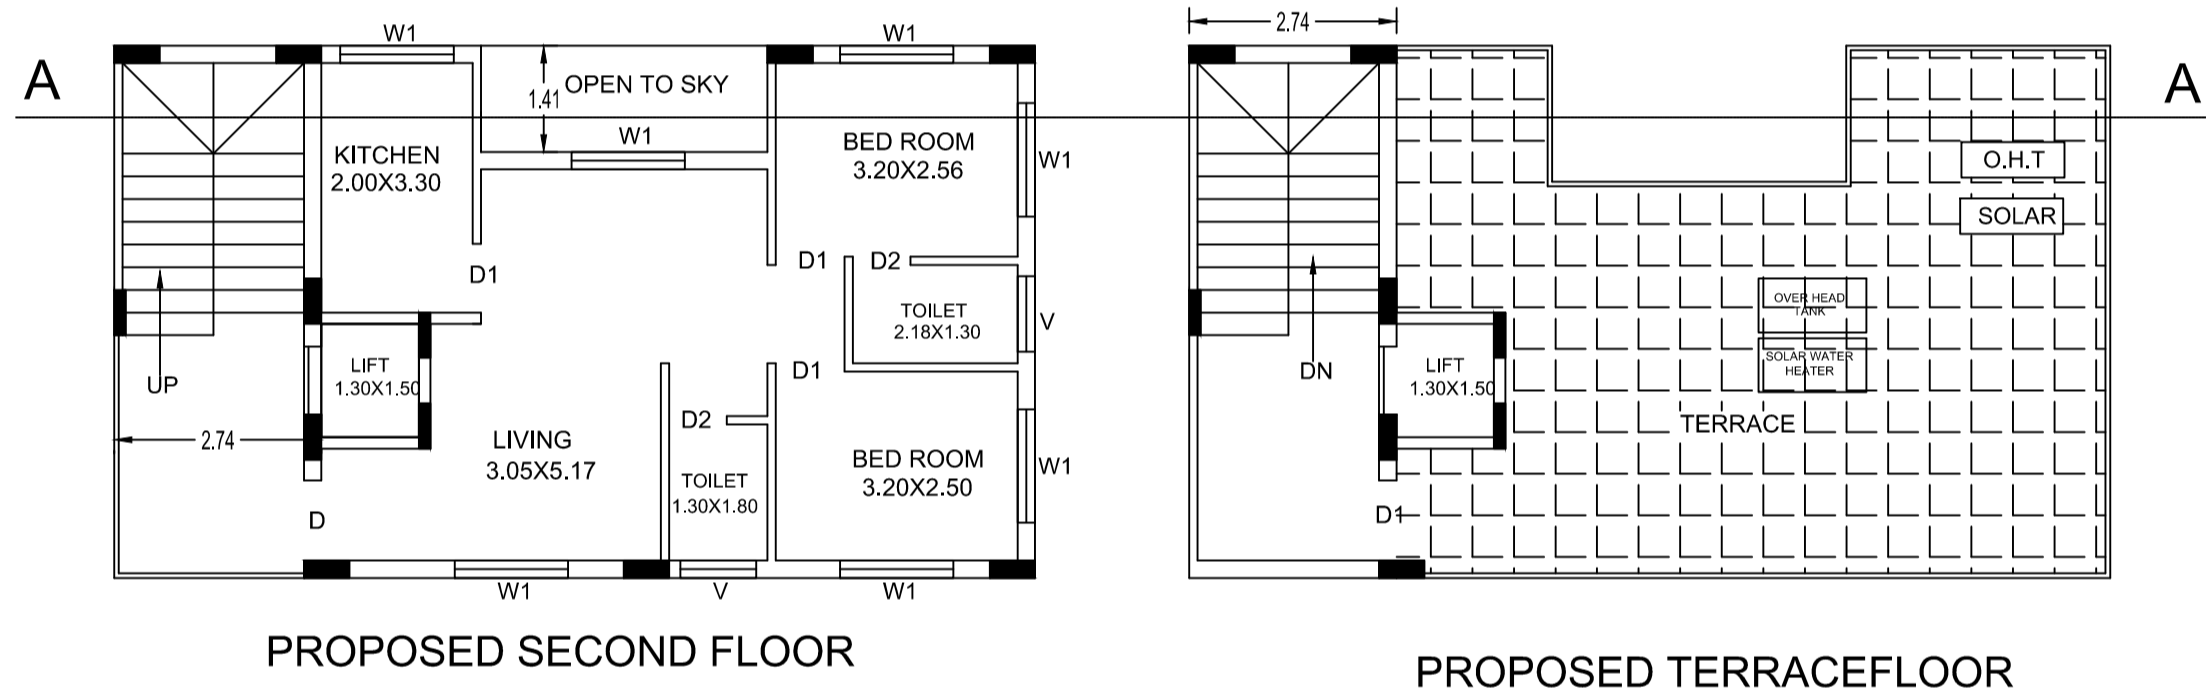 W1
W1
A
OPEN TO SKY
1.41
W1
BED ROOM
3.20X2.56
W1
KITCHEN
2.00X3.30
D1
D1
D2
TOILET
2.18X1.30
V
LIFT
1.30X1.50
UP
2.74
D1
D2
LIVING
3.05X5.17
TOILET
1.30X1.80
BED ROOM
3.20X2.50
W1
D
W1
V
W1
PROPOSED SECOND FLOOR
2.74
A
O.H.T
SOLAR
OVER HEAD
TANK
SOLAR WATER
HEATER
DN
LIFT
1.30X1.50
TERRACE
D1
PROPOSED TERRACEFLOOR